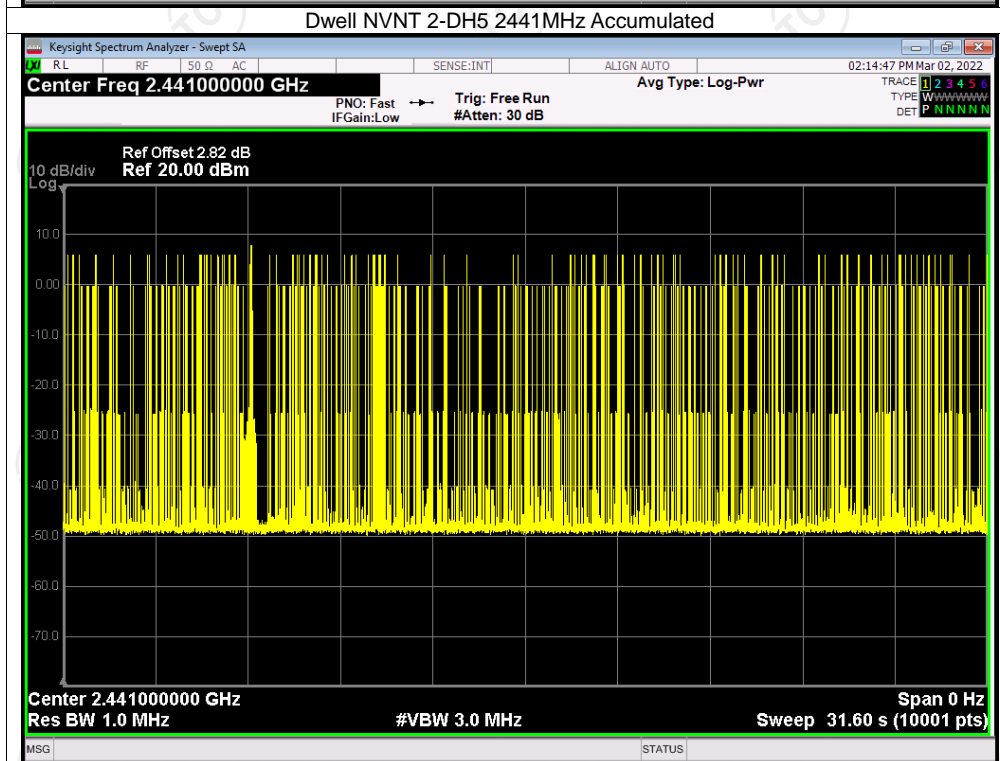 Dwell NVNT 2-DH5 2441MHz Accumulated
Keysight Spectrum Analyzer - Swept SA
LXI RL RF 50 Ω AC SENSE:INT ALIGN AUTO 02:14:47 PM Mar 02, 2022
Center Freq 2.441000000 GHz Avg Type: Log-Pwr TRACE 1 2 3 4 5 6
PNO: Fast Trig: Free Run TYPE WWWWWW
IFGain:Low #Atten: 30 dB DET P N N N N N
Ref Offset 2.82 dB
10 dB/div Ref 20.00 dBm
Log
10.0
0.00
-10.0
-20.0
-30.0
-40.0
-50.0
-60.0
-70.0
Center 2.441000000 GHz Span 0 Hz
Res BW 1.0 MHz #VBW 3.0 MHz Sweep 31.60 s (10001 pts)
MSG STATUS